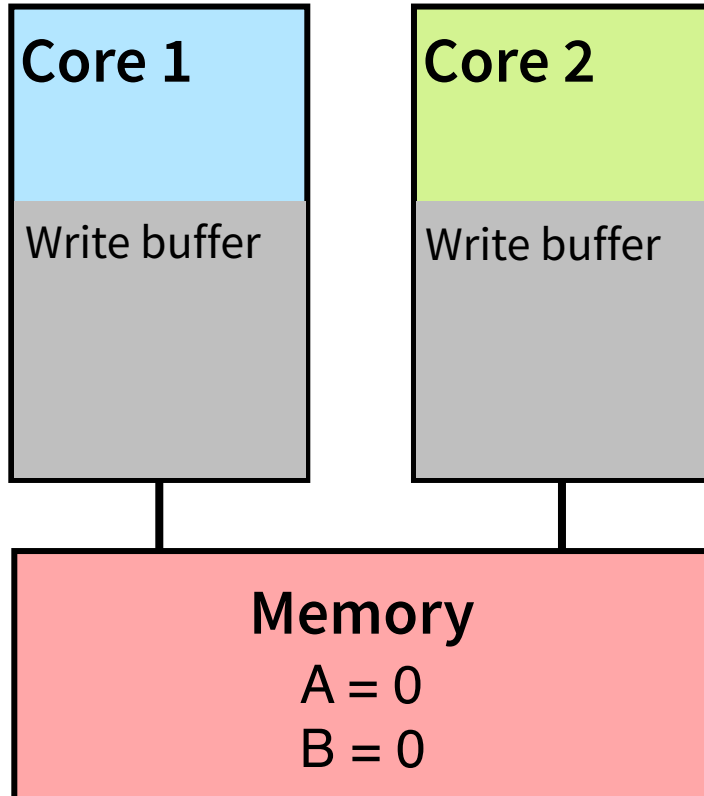 Core 1
Core 2
Write buffer
Write buffer
Memory
A = 0
B = 0